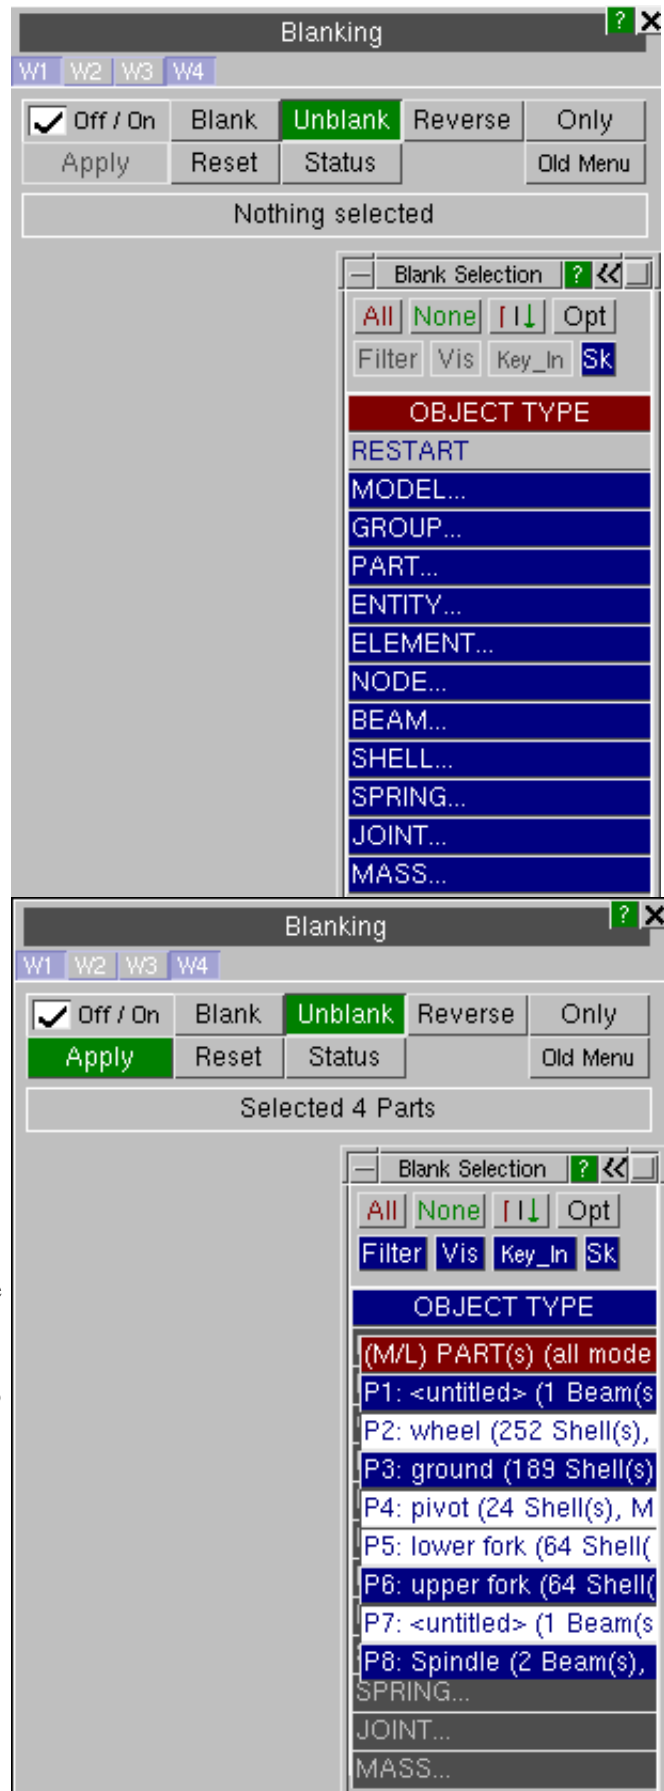 Blanking ? X
W1 W2 W3 W4
Off / On Blank Unblank Reverse Only
Apply Reset Status Old Menu
Nothing selected
Blank Selection ?
All None Opt
Filter Vis Key_In Sk
OBJECT TYPE
RESTART
MODEL...
GROUP...
PART...
ENTITY...
ELEMENT...
NODE...
BEAM...
SHELL...
SPRING...
JOINT...
MASS...
Blanking ? X
W1 W2 W3 W4
Off / On Blank Unblank Reverse Only
Apply Reset Status Old Menu
Selected 4 Parts
Blank Selection ?
All None Opt
Filter Vis Key_In Sk
OBJECT TYPE
(M/L) PART(s) (all mode
P1: <untitled> (1 Beam(s
P2: wheel (252 Shell(s),
P3: ground (189 Shell(s)
P4: pivot (24 Shell(s), M
P5: lower fork (64 Shell(
P6: upper fork (64 Shell(
P7: <untitled> (1 Beam(s
P8: Spindle (2 Beam(s),
SPRING...
JOINT...
MASS...